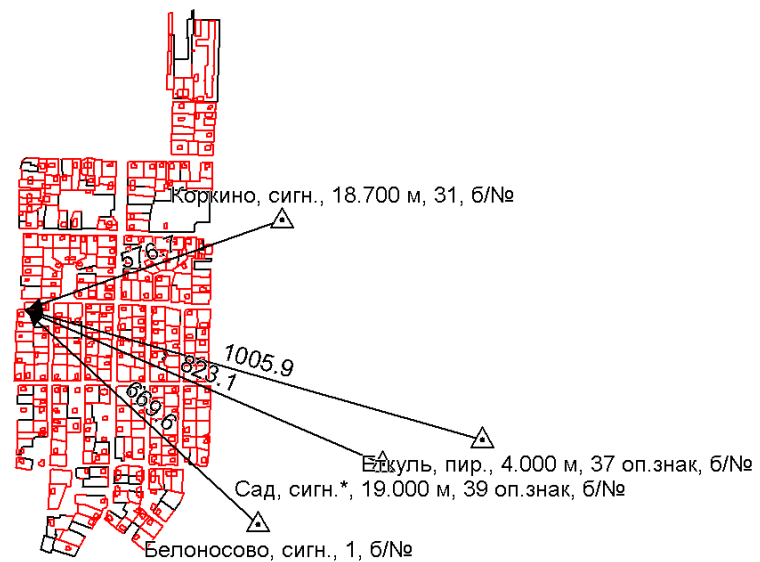 Коркино, сигн., 18.700 м, 31, б/№
576.1
1005.9
823.1
669.6
Еткуль, пир., 4.000 м, 37 оп.знак, б/№
Сад, сигн.*, 19.000 м, 39 оп.знак, б/№
Белоносово, сигн., 1, б/№